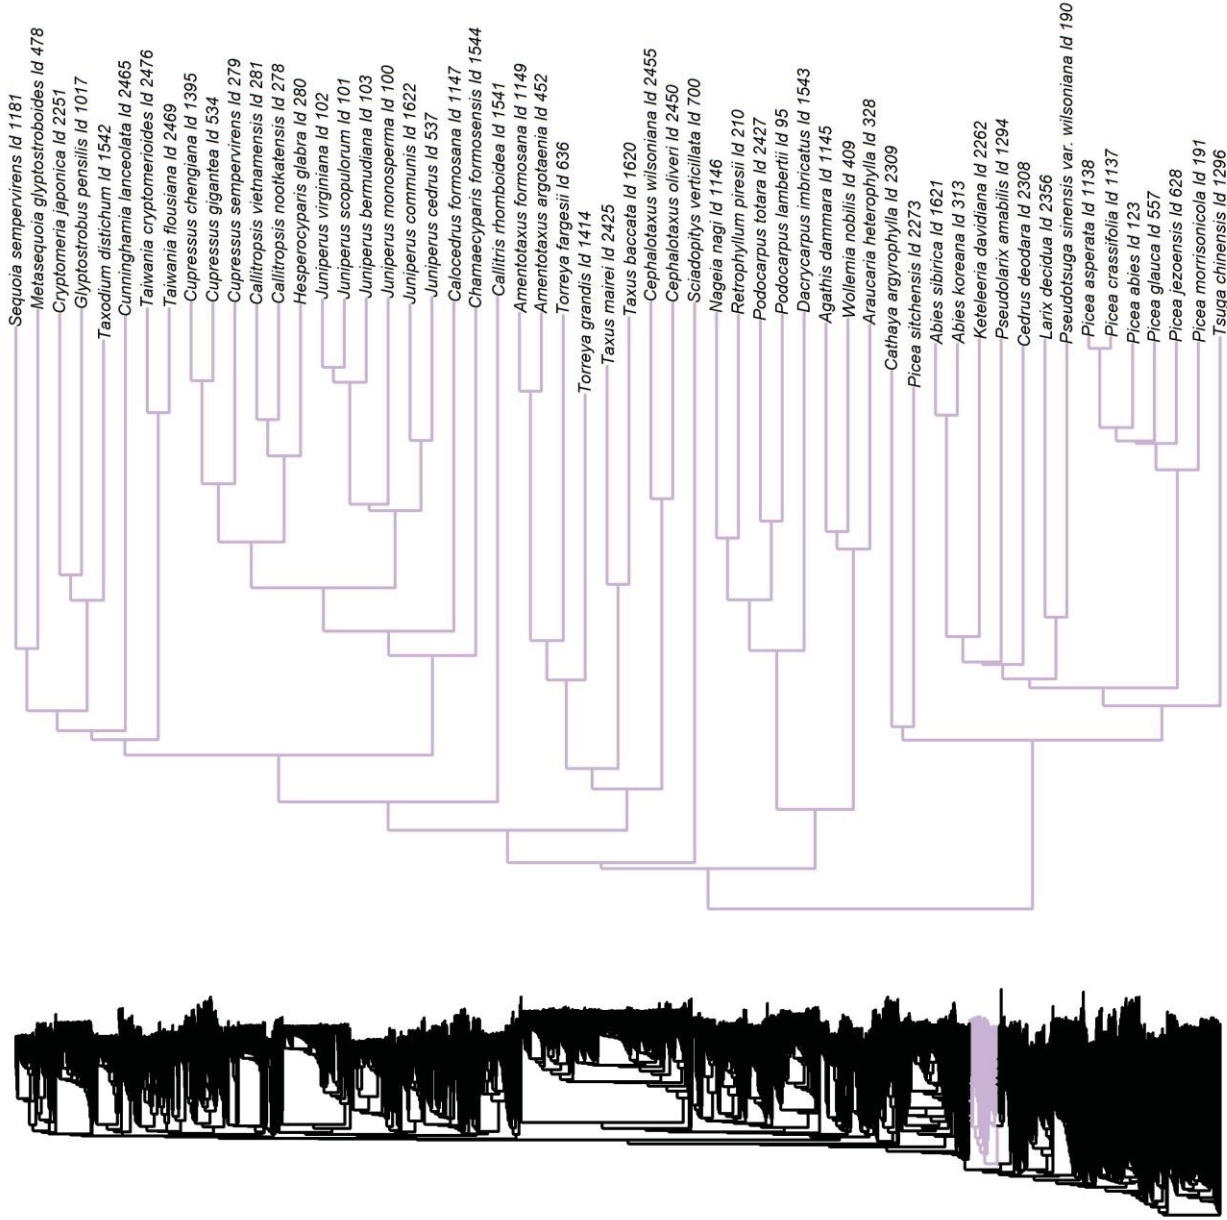 Sequoia sempervirens Id 1181
Metasequoia glyptostroboides Id 478
Cryptomeria japonica Id 2251
Glyptostrobus pensilis Id 1017
Taxodium distichum Id 1542
Cunninghamia lanceolata Id 2465
Taiwania cryptomerioides Id 2476
Taiwania flousiana Id 2469
Cupressus chengiana Id 1395
Cupressus gigantea Id 534
Cupressus sempervirens Id 279
Callitropsis vietnamensis Id 281
Callitropsis nootkatensis Id 278
Hesperocyparis glabra Id 280
Juniperus virginiana Id 102
Juniperus scopulorum Id 101
Juniperus bermudiana Id 103
Juniperus monosperma Id 100
Juniperus communis Id 1622
Juniperus cedrus Id 537
Calocedrus formosana Id 1147
Chamaecyparis formosensis Id 1544
Callitris rhomboidea Id 1541
Amentotaxus formosana Id 1149
Amentotaxus argotaenia Id 452
Torreya fargesii Id 636
Torreya grandis Id 1414
Taxus mairei Id 2425
Taxus baccata Id 1620
Cephalotaxus wilsoniana Id 2455
Cephalotaxus oliveri Id 2450
Sciadopitys verticillata Id 700
Nageia nagi Id 1146
Retrophyllum piresii Id 210
Podocarpus totara Id 2427
Podocarpus lambertii Id 95
Dacrycarpus imbricatus Id 1543
Agathis dammara Id 1145
Wollemia nobilis Id 409
Araucaria heterophylla Id 328
Cathaya argyrophylla Id 2309
Picea sitchensis Id 2273
Abies sibirica Id 1621
Abies koreana Id 313
Keteleeria davidiana Id 2262
Pseudolarix amabilis Id 1294
Cedrus deodara Id 2308
Larix decidua Id 2356
Pseudotsuga sinensis var. wilsoniana Id 190
Picea asperata Id 1138
Picea crassifolia Id 1137
Picea abies Id 123
Picea glauca Id 557
Picea jezoensis Id 628
Picea morrisonicola Id 191
Tsuga chinensis Id 1296